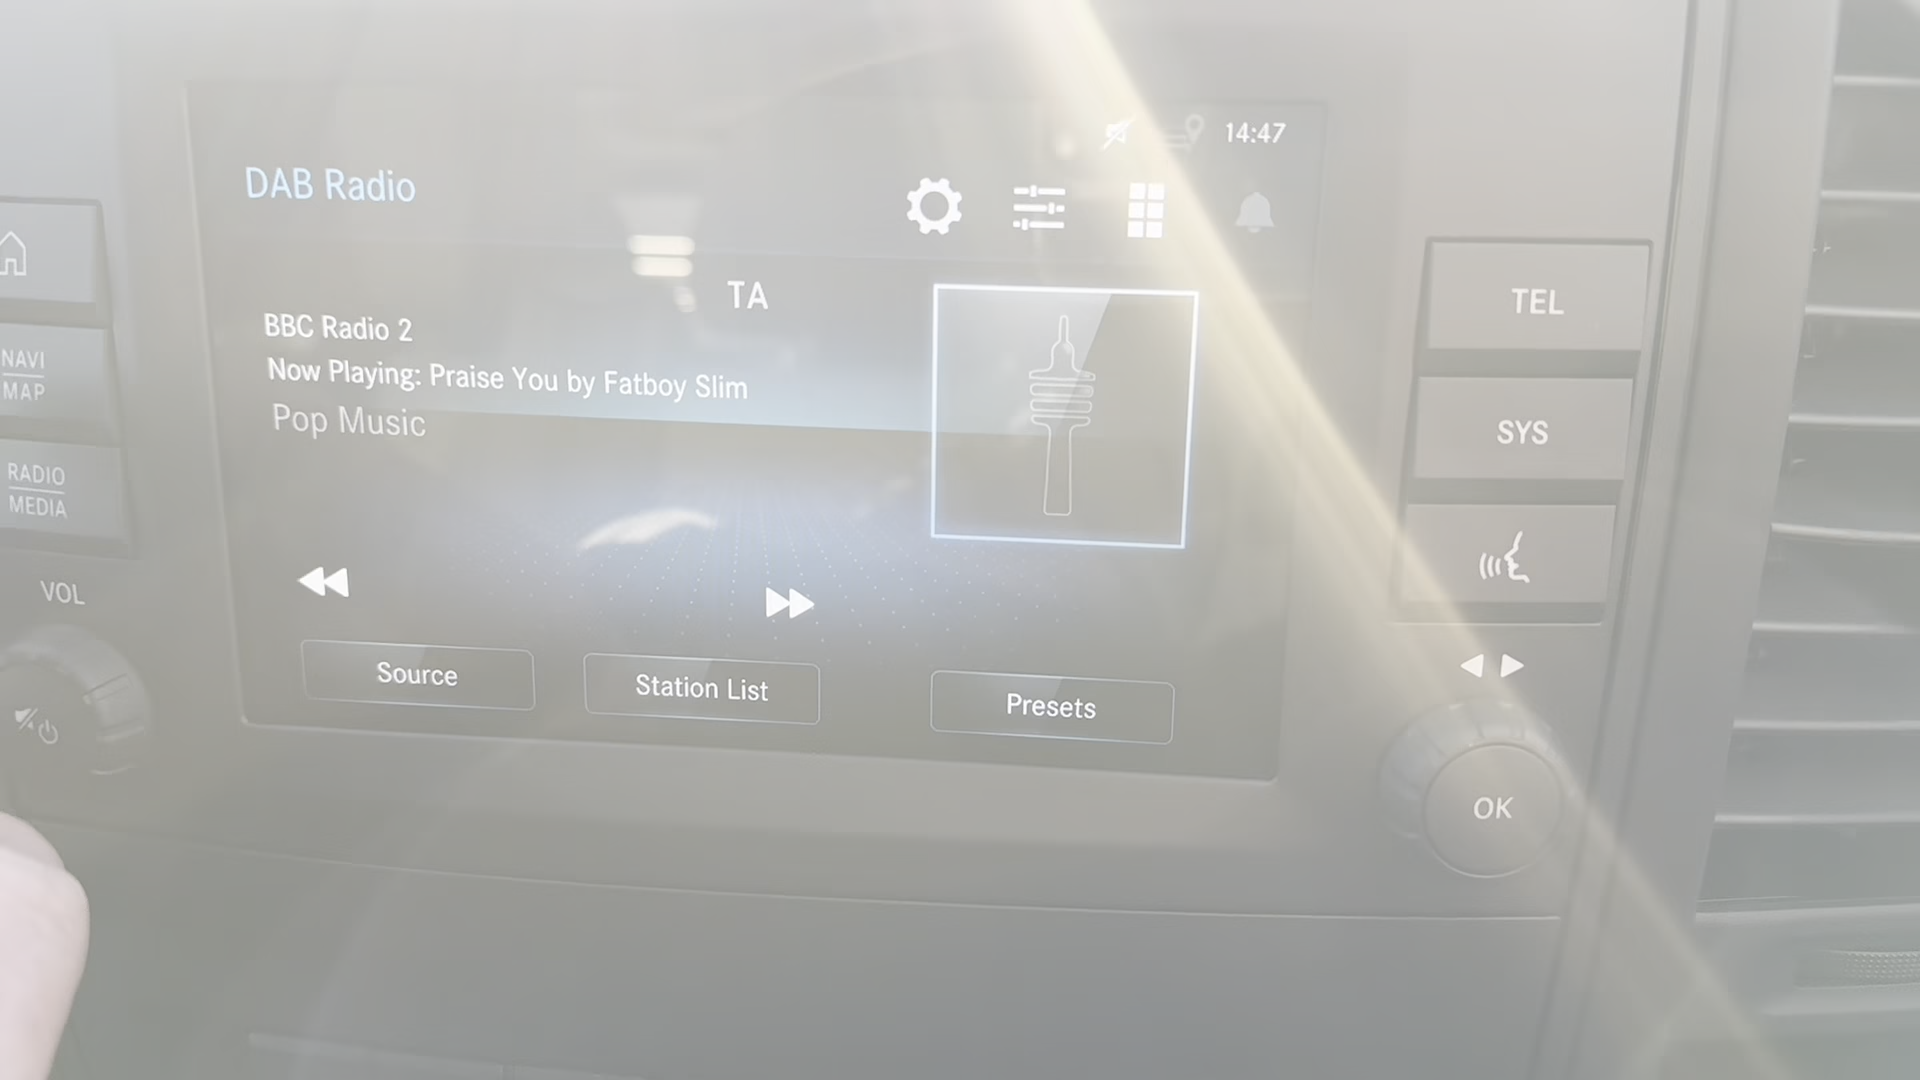 14:47
DAB Radio
TA
BBC Radio 2
Now Playing: Praise You by Fatboy Slim
Pop Music
Source
Station List
Presets
NAVI
MAP
RADIO
MEDIA
VOL
TEL
SYS
OK